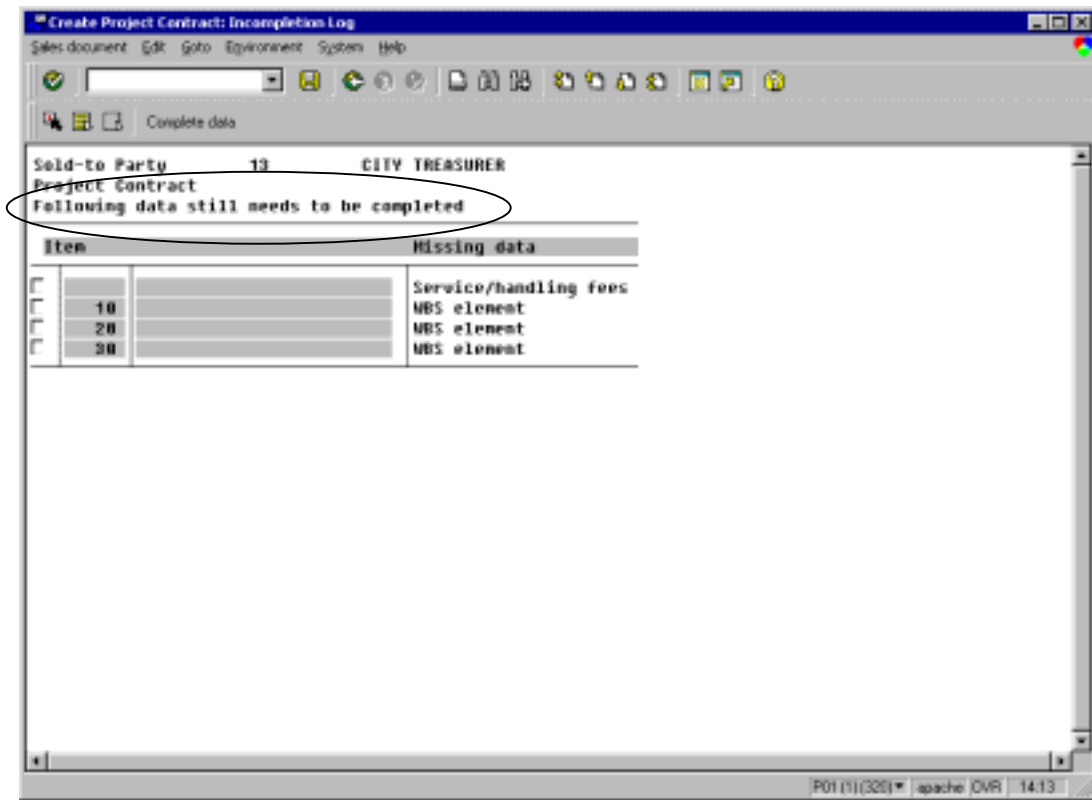 Create Project Contract: Incompletion Log
Sales document Edit Goto Environment System Help
Complete data
Sold-to Party 13 CITY TREASURER
Project Contract
Following data still needs to be completed
Item Missing data
Service/handling fees
10 WBS element
20 WBS element
30 WBS element
P01 (1) (320) apache OVR 14:13